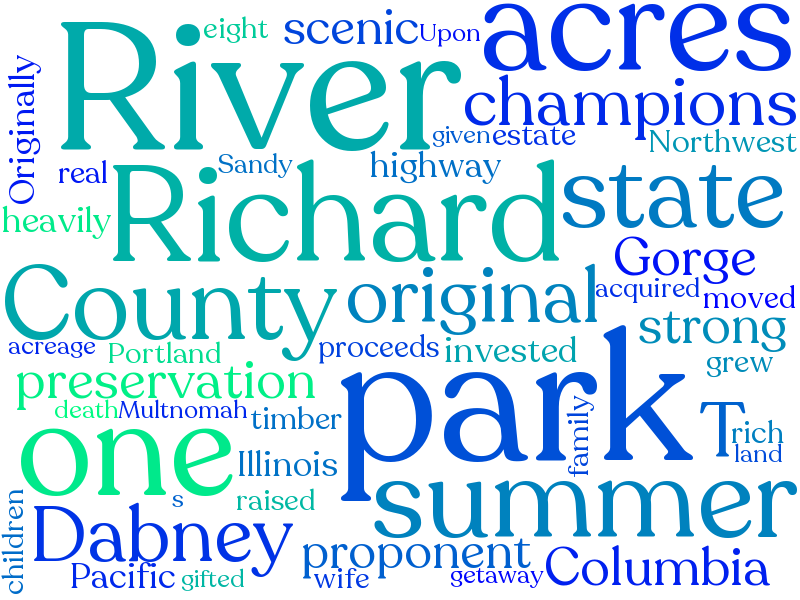 River
eight
scenic
Upon
acres
champions
Originally
given
estate
Northwest
real
Sandy
highway
Richard
state
heavily
Gorge
County
original
acquired
moved
strong
acreage
Portland
proceeds
invested
grew
preservation
park
death
Multnomah
timber
family
T
rich
land
one
Illinois
s
raised
summer
children
Dabney
proponent
Columbia
Pacific
gifted
wife
getaway